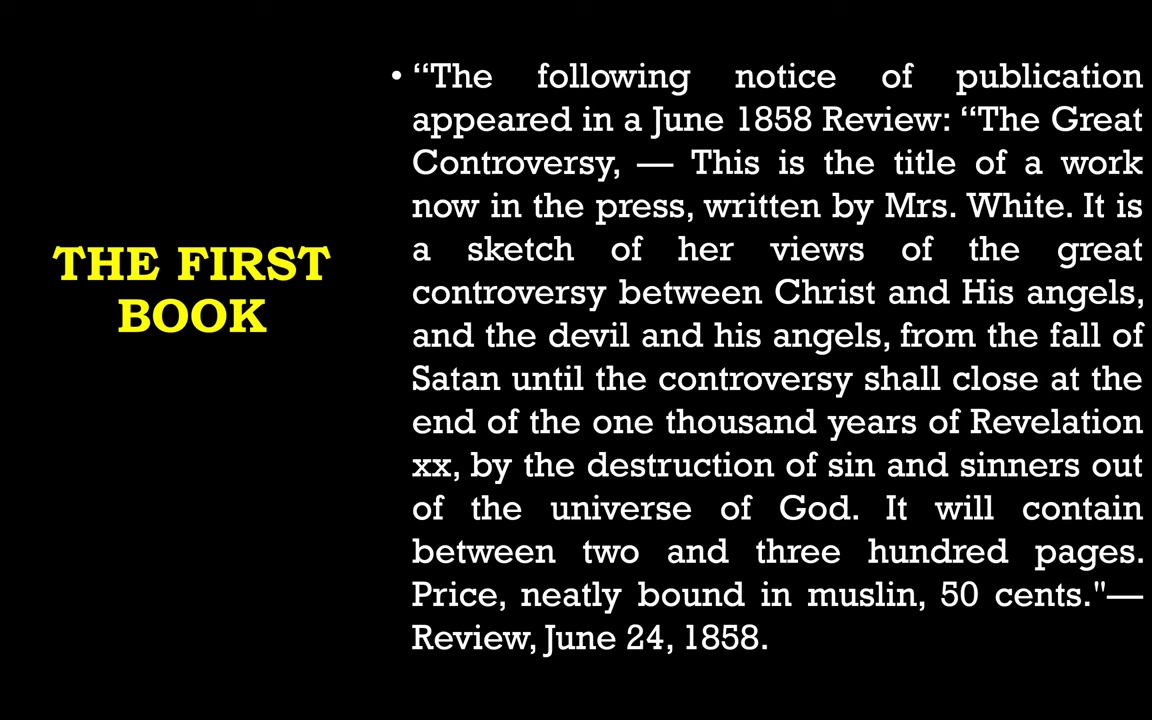 THE FIRST
BOOK
• “The following notice of publication
appeared in a June 1858 Review: “The Great
Controversy, — This is the title of a work
now in the press, written by Mrs. White. It is
a sketch of her views of the great
controversy between Christ and His angels,
and the devil and his angels, from the fall of
Satan until the controversy shall close at the
end of the one thousand years of Revelation
xx, by the destruction of sin and sinners out
of the universe of God. It will contain
between two and three hundred pages.
Price, neatly bound in muslin, 50 cents."—
Review, June 24, 1858.